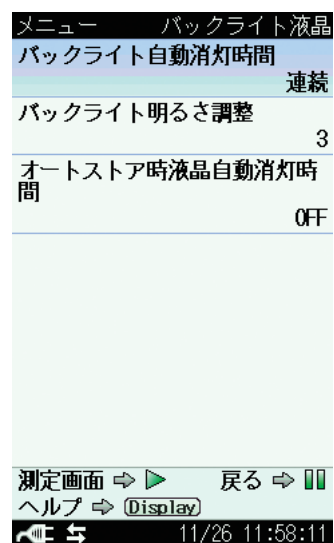 メニュー　バックライト液晶
バックライト自動消灯時間
連続
バックライト明るさ調整
3
オートストア時液晶自動消灯時
間
OFF
測定画面 ⇨ ▷ 戻る ⇨ ▯▯
ヘルプ ⇨ Display
11/26 11:58:11